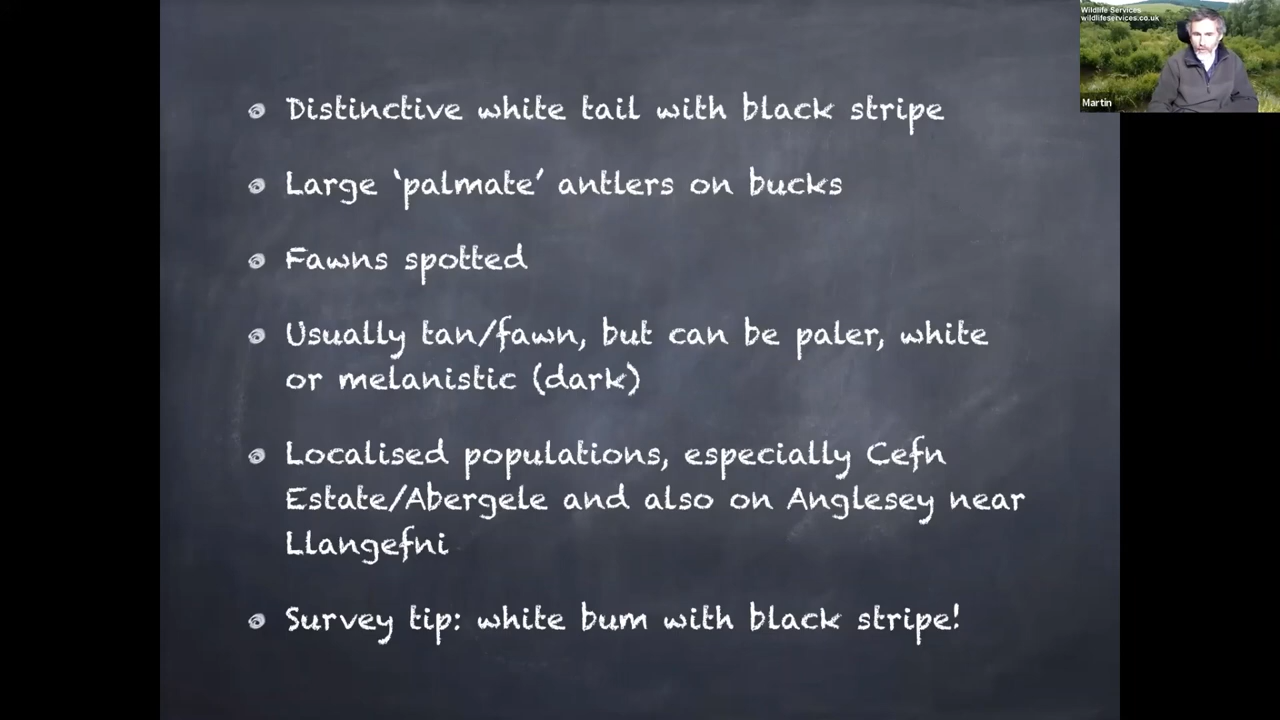 Wildlife Services
wildlifeservices.co.uk
Martin
Distinctive white tail with black stripe
Large ‘palmate’ antlers on bucks
Fawns spotted
Usually tan/fawn, but can be paler, white
or melanistic (dark)
Localised populations, especially Cefn
Estate/Abergele and also on Anglesey near
Llangefni
Survey tip: white bum with black stripe!